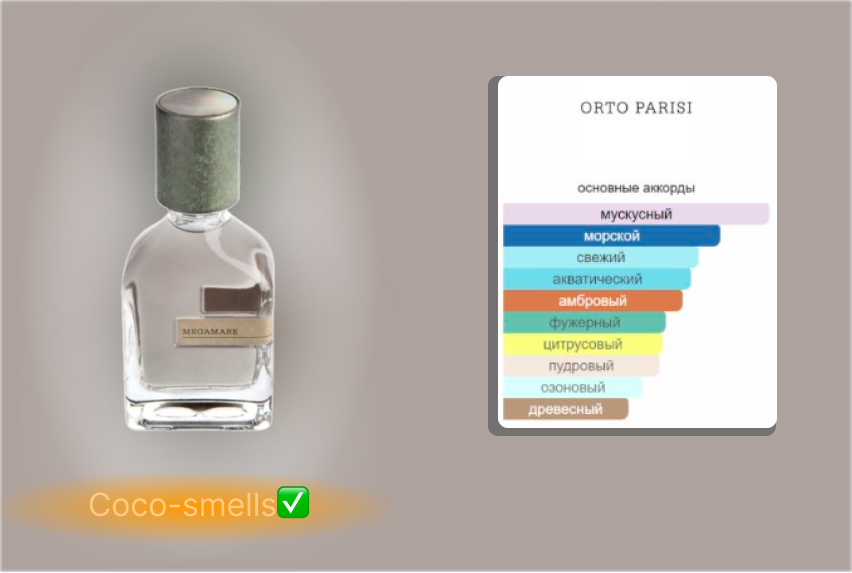 MEGAMARE
Coco-smells✅
ORTO PARISI
основные аккорды
мускусный
морской
свежий
акватический
амбровый
фужерный
цитрусовый
пудровый
озоновый
древесный